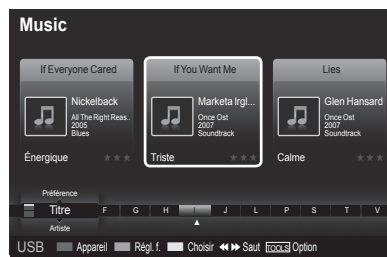 Music
If Everyone Cared
If You Want Me
Lies
Nickelback
All The Right Reas..
2005
Blues
Énergique
Marketa Irgl...
Once Ost
2007
Soundtrack
Triste
Glen Hansard
Once Ost
2007
Soundtrack
Calme
Préférence
Titre F G H I J L P S T V
Artiste
USB Appareil Régl. f. Choisir Saut TOOLS Option